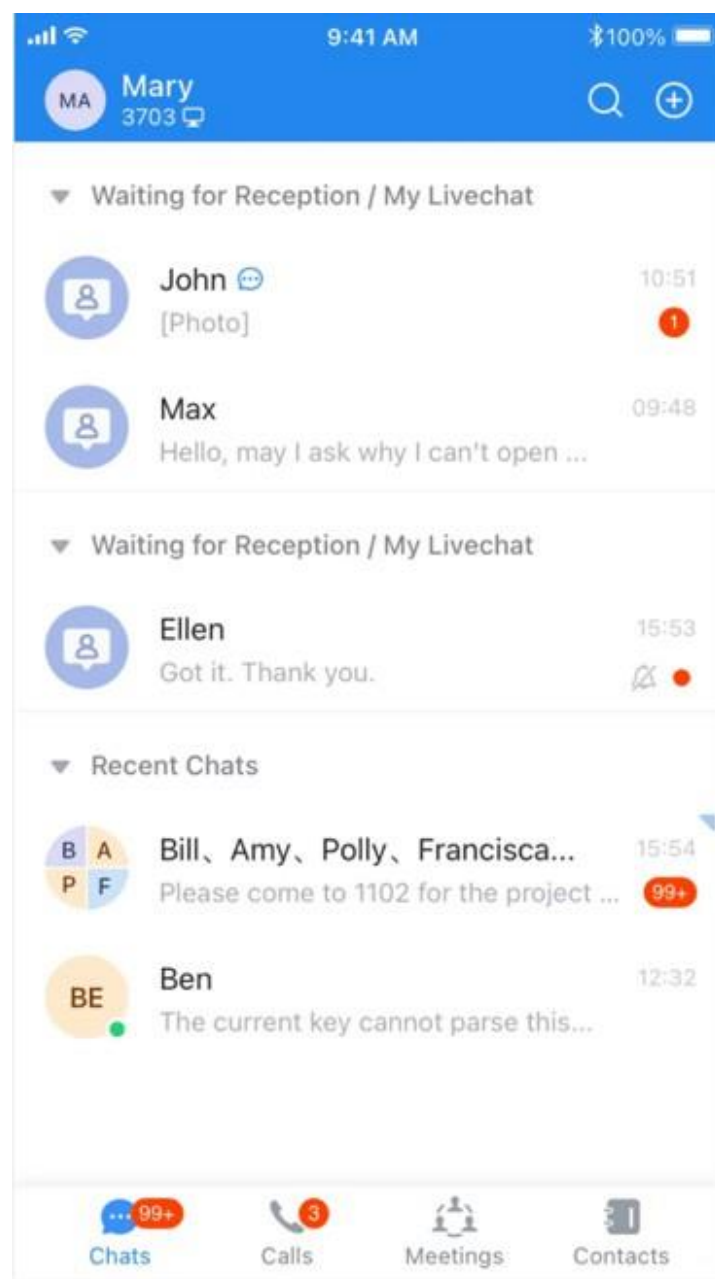 9:41 AM
100%
MA
Mary
3703
Waiting for Reception / My Livechat
John
10:51
[Photo]
1
Max
09:48
Hello, may I ask why I can't open ...
Waiting for Reception / My Livechat
Ellen
15:53
Got it. Thank you.
Recent Chats
B A
P F
Bill、Amy、Polly、Francisca...
15:54
Please come to 1102 for the project ...
99+
BE
Ben
12:32
The current key cannot parse this...
99+
3
Chats
Calls
Meetings
Contacts